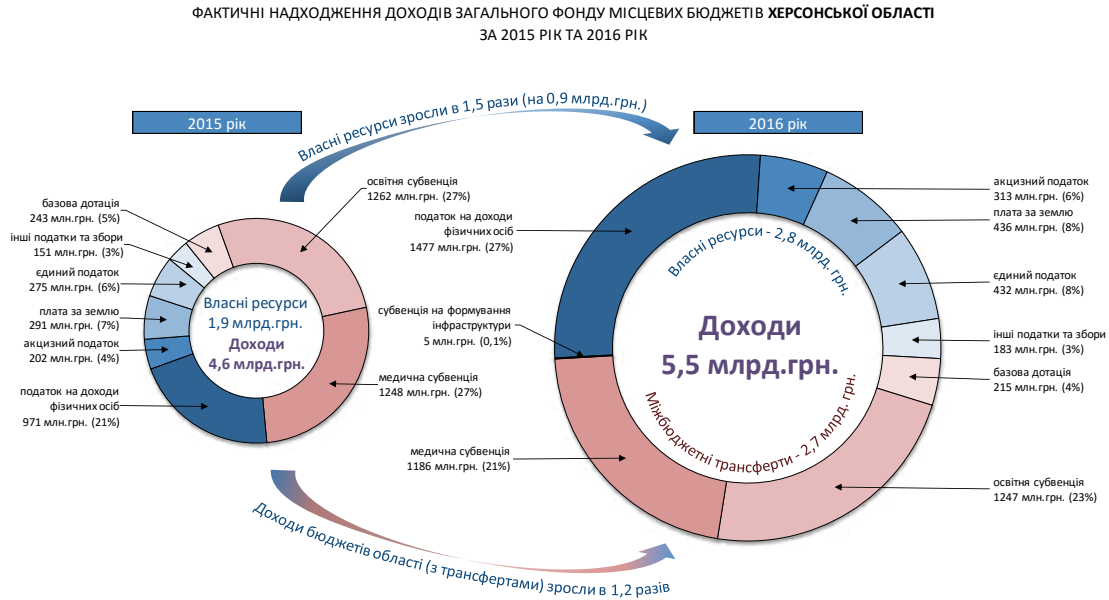 ФАКТИЧНІ НАДХОДЖЕННЯ ДОХОДІВ ЗАГАЛЬНОГО ФОНДУ МІСЦЕВИХ БЮДЖЕТІВ ХЕРСОНСЬКОЇ ОБЛАСТІ
ЗА 2015 РІК ТА 2016 РІК
Власні ресурси зросли в 1,5 рази (на 0,9 млрд.грн.)
2015 рік
освітня субвенція
1262 млн.грн. (27%)
базова дотація
243 млн.грн. (5%)
інші податки та збори
151 млн.грн. (3%)
єдиний податок
275 млн.грн. (6%)
плата за землю
291 млн.грн. (7%)
акцизний податок
202 млн.грн. (4%)
податок на доходи
фізичних осіб
971 млн.грн. (21%)
медична субвенція
1248 млн.грн. (27%)
Власні ресурси
1,9 млрд.грн.
Доходи
4,6 млрд.грн.
2016 рік
податок на доходи
фізичних осіб
1477 млн.грн. (27%)
субвенція на формування
інфраструктури
5 млн.грн. (0,1%)
медична субвенція
1186 млн.грн. (21%)
Власні ресурси - 2,8 млрд. грн.
Доходи
5,5 млрд.грн.
Міжбюджетні трансферти - 2,7 млрд. грн.
акцизний податок
313 млн.грн. (6%)
плата за землю
436 млн.грн. (8%)
єдиний податок
432 млн.грн. (8%)
інші податки та збори
183 млн.грн. (3%)
базова дотація
215 млн.грн. (4%)
освітня субвенція
1247 млн.грн. (23%)
Доходи бюджетів області (з трансфертами) зросли в 1,2 разів